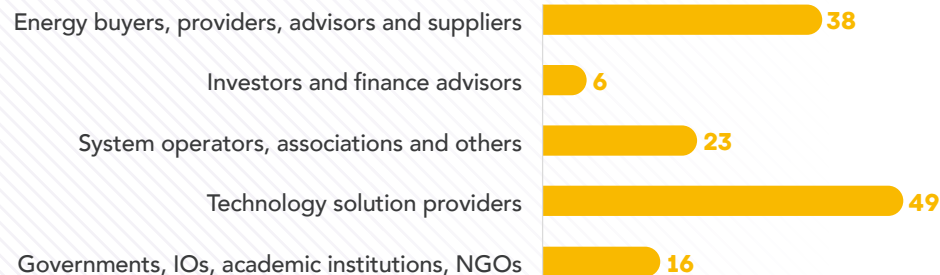 Energy buyers, providers, advisors and suppliers 38
Investors and finance advisors 6
System operators, associations and others 23
Technology solution providers 49
Governments, IOs, academic institutions, NGOs 16